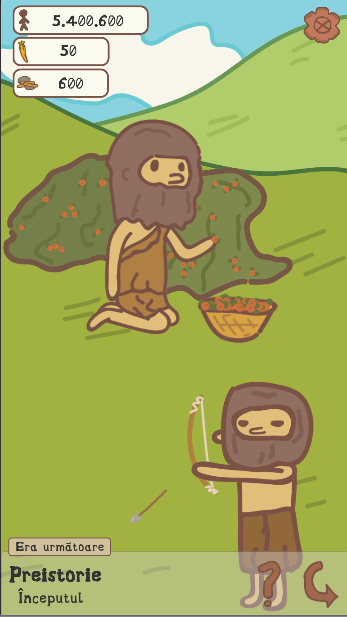 5.400.600
50
600
Era următoare
Preistorie
Începutul
?